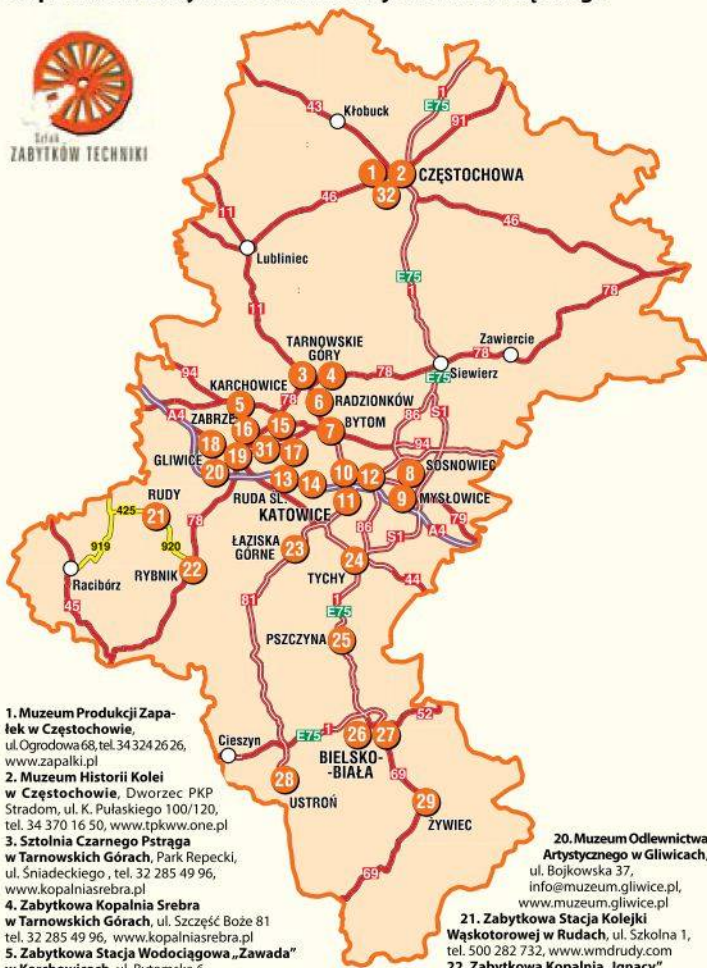 Szlak
ZABYTKÓW TECHNIKI
43
Kłobuck
1
E75
91
1
2
CZĘSTOCHOWA
32
46
46
11
Lubliniec
E75
1
78
11
Zawiercie
TARNOWSKIE
GÓRY
3
4
78
78
Siewierz
E75
94
KARCHOWICE
78
5
6
RADZIONKÓW
86
S1
A4
ZABRZE
16
15
7
BYTOM
94
18
31
17
GLIWICE
19
20
13
14
10
12
8
SOSNOWIEC
RUDA ŚL.
11
9
MYSŁOWICE
KATOWICE
79
A4
RUDY
21
425
78
86
S1
919
920
ŁAZISKA
GÓRNE
23
24
Racibórz
RYBNIK
22
TYCHY
44
45
81
1
E75
PSZCZYNA
25
Cieszyn
E75
1
52
26
27
BIELSKO-
-BIAŁA
28
69
USTROŃ
29
ŻYWIEC
69
1. Muzeum Produkcji Zapa-
łek w Częstochowie,
ul. Ogrodowa 68, tel. 34 324 26 26,
www.zapalki.pl
2. Muzeum Historii Kolei
w Częstochowie, Dworzec PKP
Stradom, ul. K. Pułaskiego 100/120,
tel. 34 370 16 50, www.tpkww.one.pl
3. Sztolnia Czarnego Pstrąga
w Tarnowskich Górach, Park Repecki,
ul. Śniadeckiego , tel. 32 285 49 96,
www.kopalniasrebra.pl
4. Zabytkowa Kopalnia Srebra
w Tarnowskich Górach, ul. Szczęść Boże 81
tel. 32 285 49 96, www.kopalniasrebra.pl
5. Zabytkowa Stacja Wodociągowa „Zawada”
w Karchowicach, ul. Bytomska 6
20. Muzeum Odlewnictwa
Artystycznego w Gliwicach,
ul. Bojkowska 37,
info@muzeum.gliwice.pl,
www.muzeum.gliwice.pl
21. Zabytkowa Stacja Kolejki
Wąskotorowej w Rudach, ul. Szkolna 1,
tel. 500 282 732, www.wmdrudy.com
22. Zabytkowa Kopalnia „Ignacy”